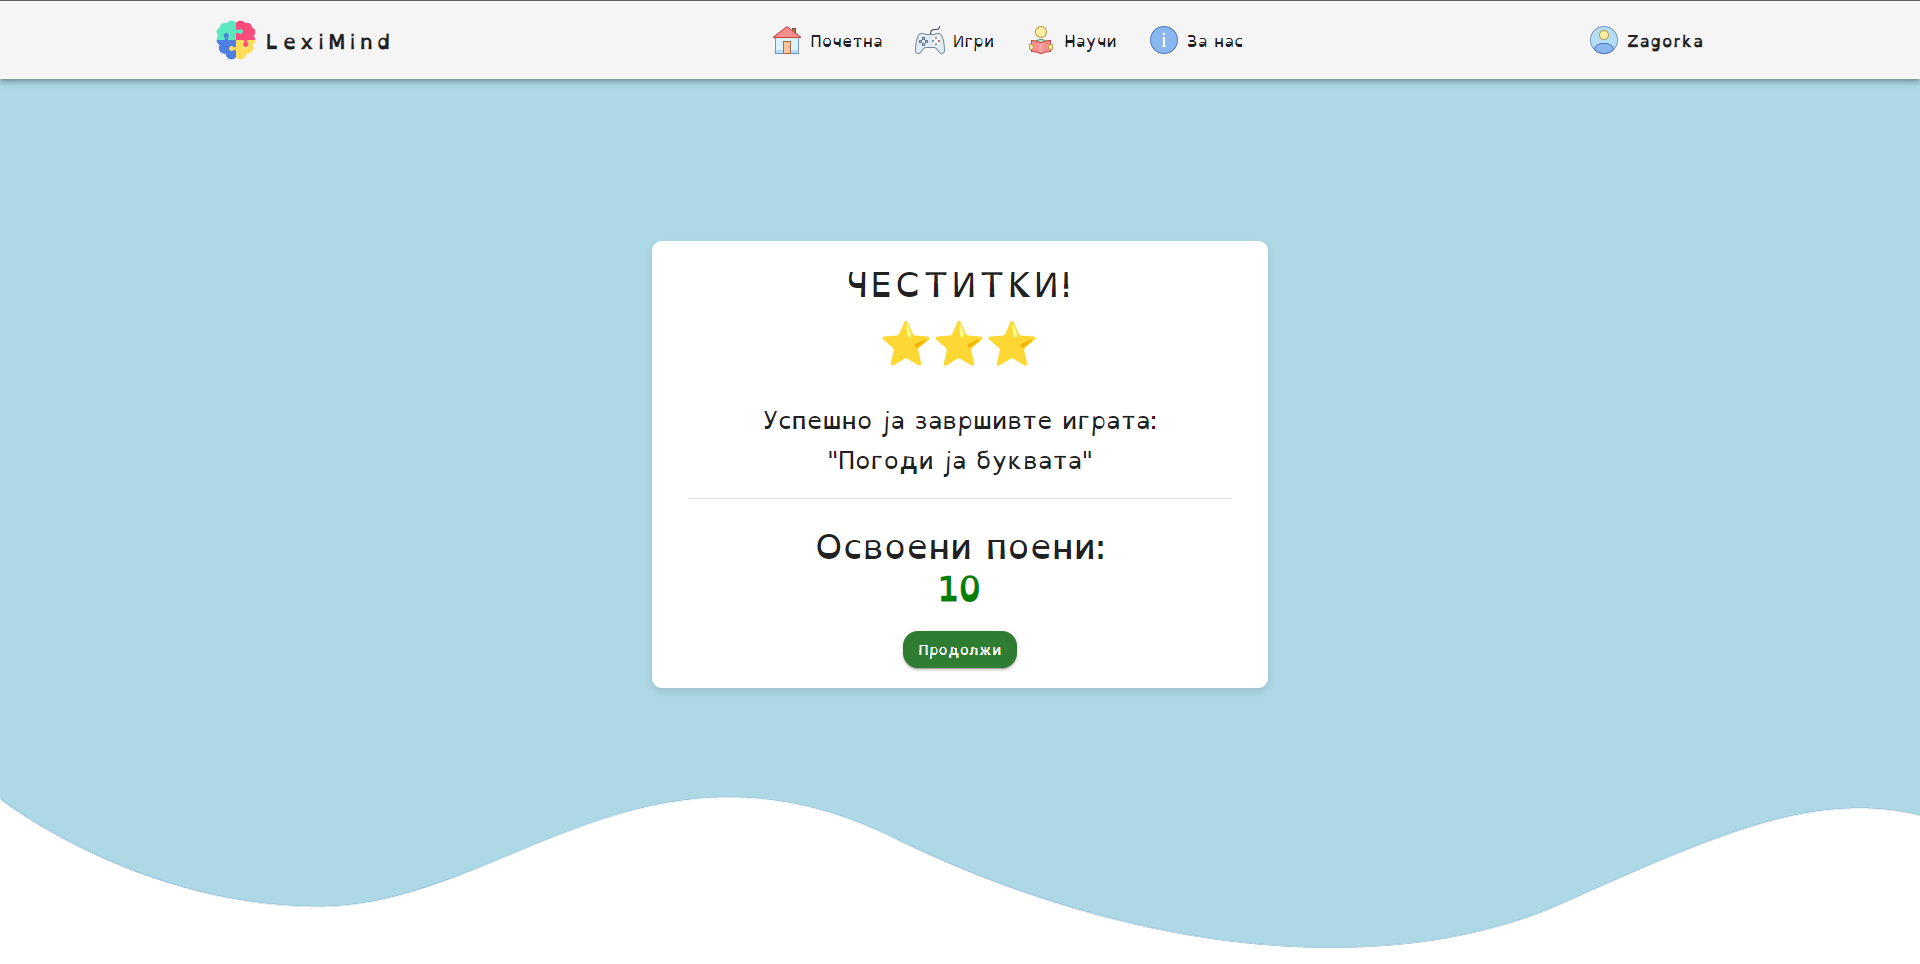 LexiMind
Почетна
Игри
Научи
За нас
Zagorka
ЧЕСТИТКИ!
Успешно ја завршивте играта:
"Погоди ја буквата"
Освоени поени:
10
Продолжи